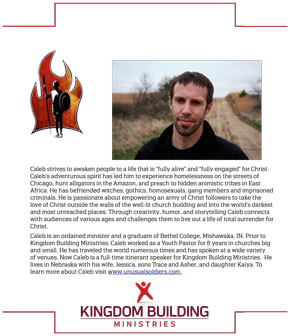 Caleb strives to awaken people to a life that is "fully alive" and "fully engaged" for Christ.
Caleb's adventurous spirit has led him to experience homelessness on the streets of
Chicago, hunt alligators in the Amazon, and preach to hidden animistic tribes in East
Africa. He has befriended witches, gothics, homosexuals, gang members and imprisoned
criminals. He is passionate about empowering an army of Christ followers to take the
love of Christ outside the walls of the well-lit church building and into the world's darkest
and most unreached places. Through creativity, humor, and storytelling Caleb connects
with audiences of various ages and challenges them to live out a life of total surrender for
Christ.
Caleb is an ordained minister and a graduate of Bethel College, Mishawaka, IN. Prior to
Kingdom Building Ministries, Caleb worked as a Youth Pastor for 8 years in churches big
and small. He has traveled the world numerous times and has spoken at a wide variety
of venues. Now Caleb is a full-time itinerant speaker for Kingdom Building Ministries. He
lives in Nebraska with his wife, Jessica, sons Trace and Asher, and daughter Kaiya. To
learn more about Caleb visit www.unusualsoldiers.com.
KINGDOM BUILDING
MINISTRIES